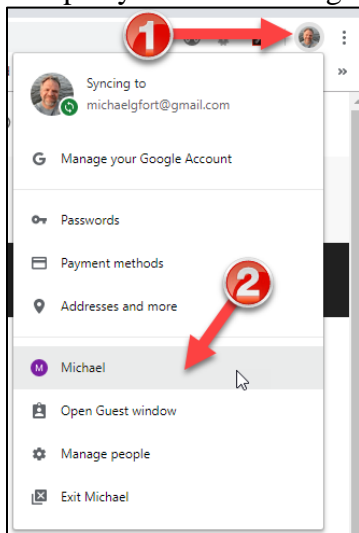 1
Syncing to
michaelgfort@gmail.com
G Manage your Google Account
Passwords
Payment methods
Addresses and more
2
M Michael
Open Guest window
Manage people
Exit Michael